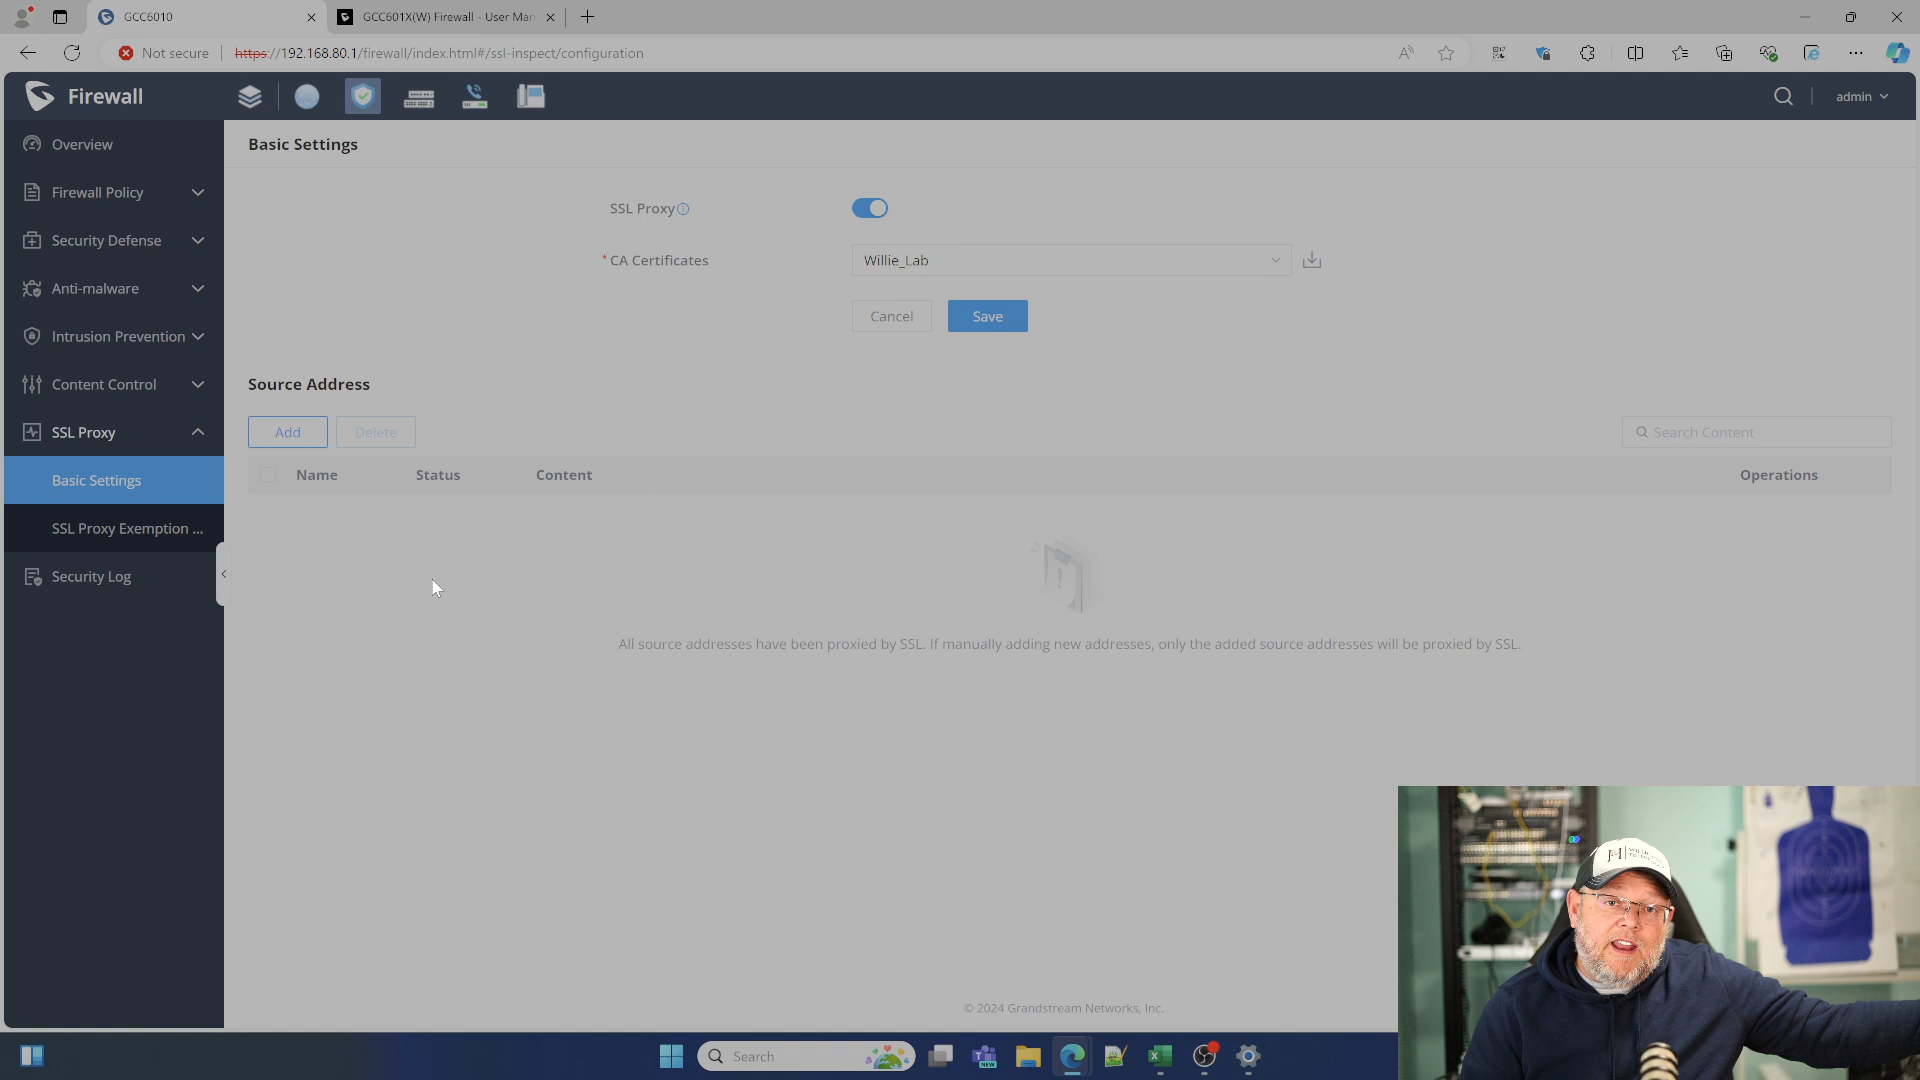 GCC6010
GCC601X(W) Firewall - User Man
Not secure
https://192.168.80.1/firewall/index.html#/ssl-inspect/configuration
Firewall
admin
Overview
Firewall Policy
Security Defense
Anti-malware
Intrusion Prevention
Content Control
SSL Proxy
Basic Settings
SSL Proxy Exemption ...
Security Log
Basic Settings
SSL Proxy
* CA Certificates
Willie_Lab
Cancel
Save
Source Address
Add
Delete
Search Content
Name
Status
Content
Operations
All source addresses have been proxied by SSL. If manually adding new addresses, only the added source addresses will be proxied by SSL.
© 2024 Grandstream Networks, Inc.
Search
NEW